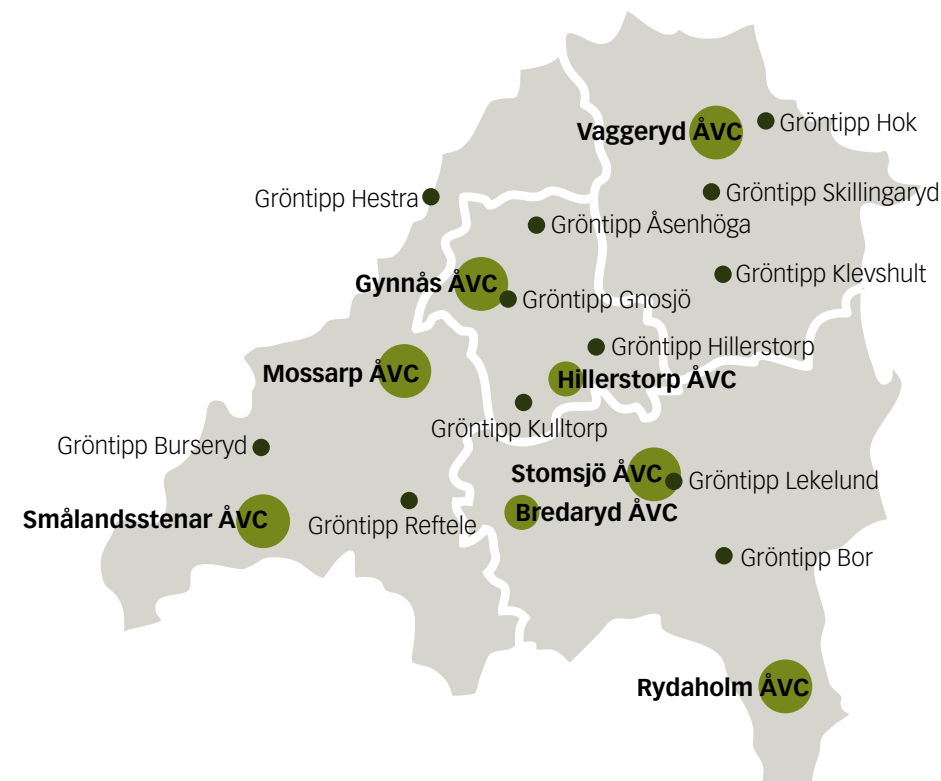 Gröntipp Hok
Vaggeryd ÅVC
Gröntipp Skillingaryd
Gröntipp Hestra
Gröntipp Åsenhöga
Gröntipp Klevshult
Gynnås ÅVC
Gröntipp Gnosjö
Gröntipp Hillerstorp
Mossarp ÅVC
Hillerstorp ÅVC
Gröntipp Kulltorp
Gröntipp Burseryd
Stomsjö ÅVC
Gröntipp Lekelund
Bredaryd ÅVC
Smålandsstenar ÅVC
Gröntipp Reftele
Gröntipp Bor
Rydaholm ÅVC